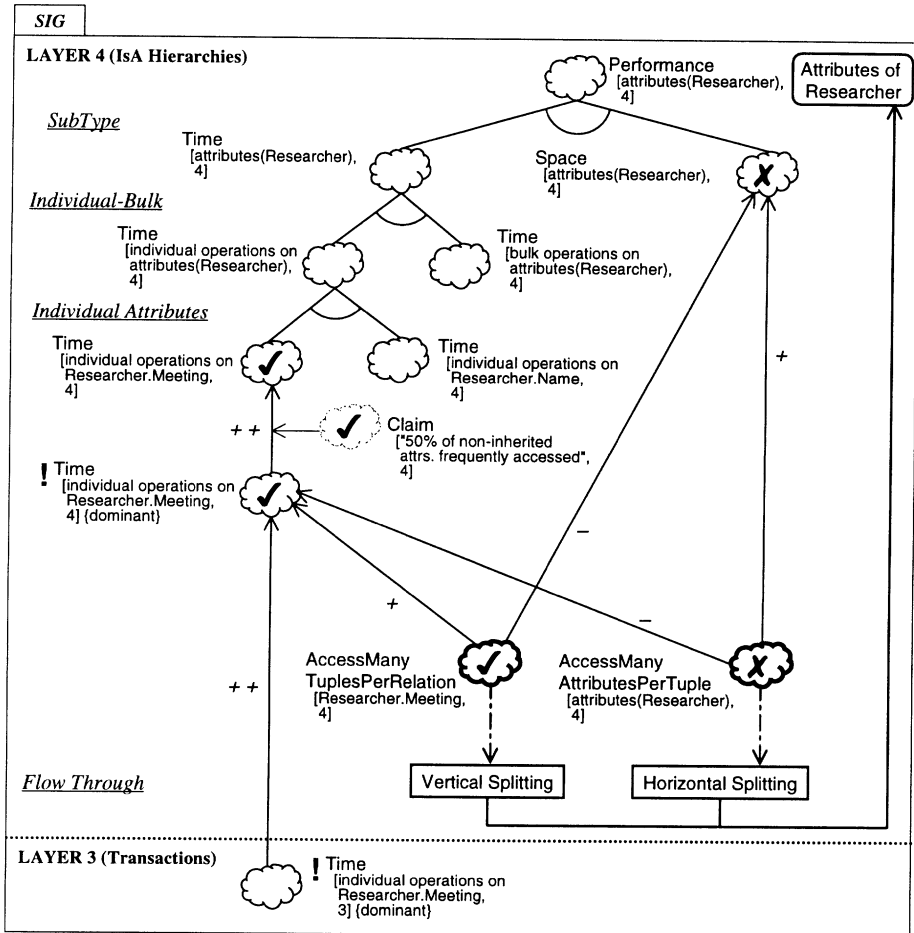 SIG
LAYER 4 (IsA Hierarchies)
Performance
[attributes(Researcher),
4]
Attributes of
Researcher
SubType
Time
[attributes(Researcher),
4]
Space
[attributes(Researcher),
4]
Individual-Bulk
Time
[individual operations on
attributes(Researcher),
4]
Time
[bulk operations on
attributes(Researcher),
4]
Individual Attributes
Time
[individual operations on
Researcher.Meeting,
4]
Time
[individual operations on
Researcher.Name,
4]
+
+ +
Claim
["50% of non-inherited
attrs. frequently accessed",
4]
! Time
[individual operations on
Researcher.Meeting,
4] {dominant}
–
+
–
+ +
AccessMany
TuplesPerRelation
[Researcher.Meeting,
4]
AccessMany
AttributesPerTuple
[attributes(Researcher),
4]
Flow Through
Vertical Splitting
Horizontal Splitting
LAYER 3 (Transactions)
! Time
[individual operations on
Researcher.Meeting,
3] {dominant}